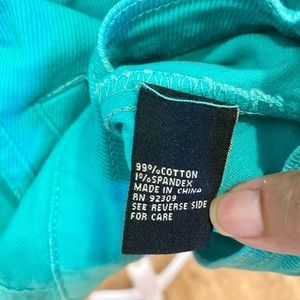 99%COTTON
1%SPANDEX
MADE IN CHINA
RN 92309
SEE REVERSE SIDE
FOR CARE